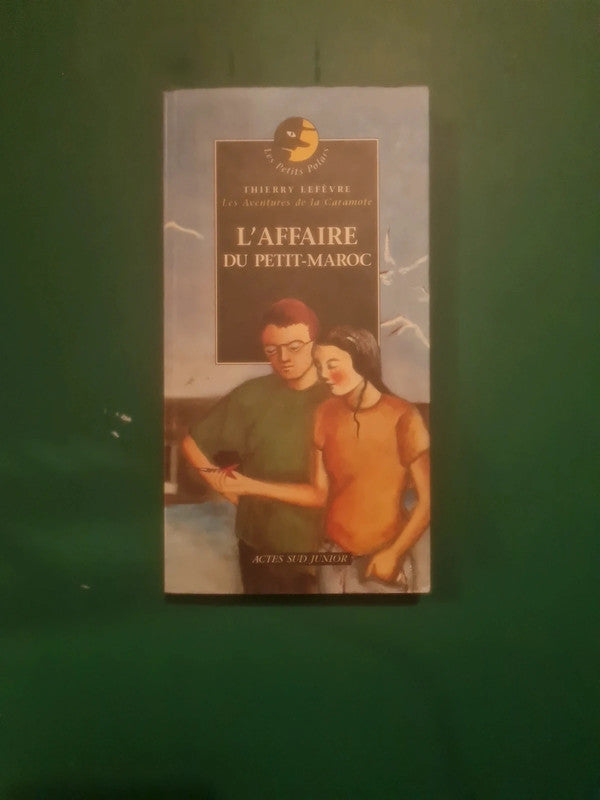 Les Petits Polars
THIERRY LEFÈVRE
Les Aventures de la Caramote
L'AFFAIRE
DU PETIT-MAROC
ACTES SUD JUNIOR